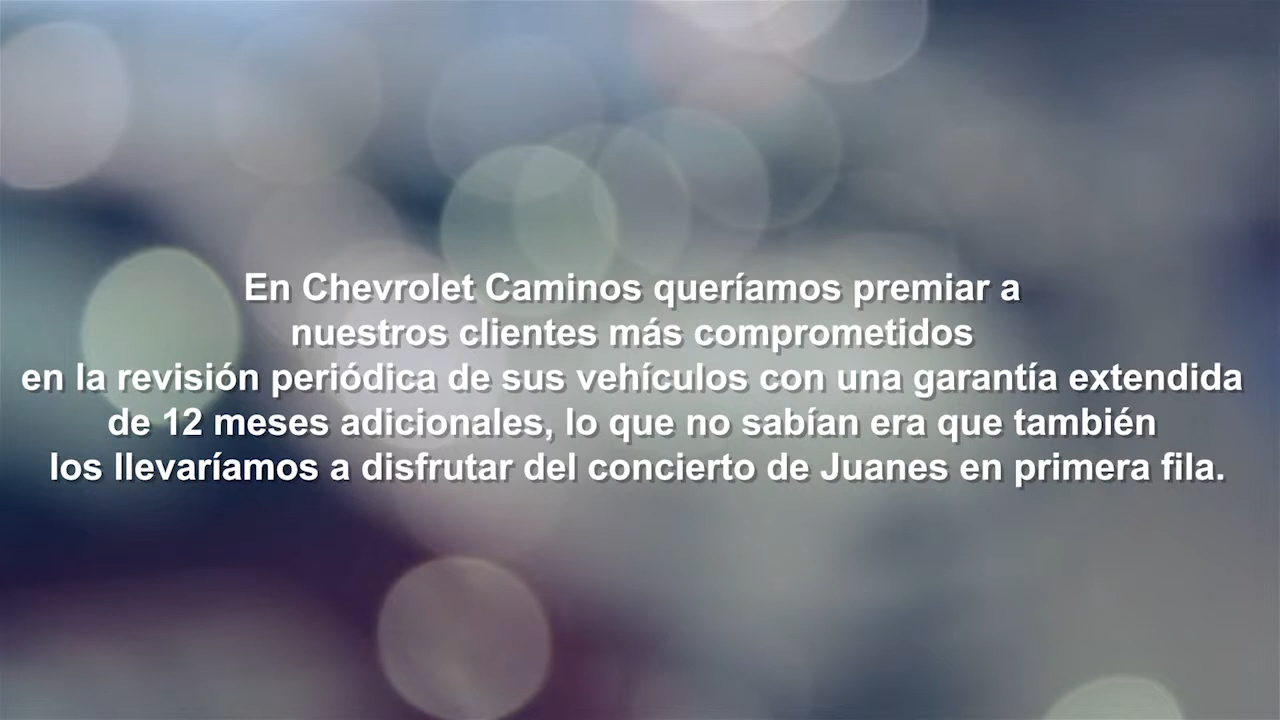 En Chevrolet Caminos queríamos premiar a
nuestros clientes más comprometidos
en la revisión periódica de sus vehículos con una garantía extendida
de 12 meses adicionales, lo que no sabían era que también
los llevaríamos a disfrutar del concierto de Juanes en primera fila.